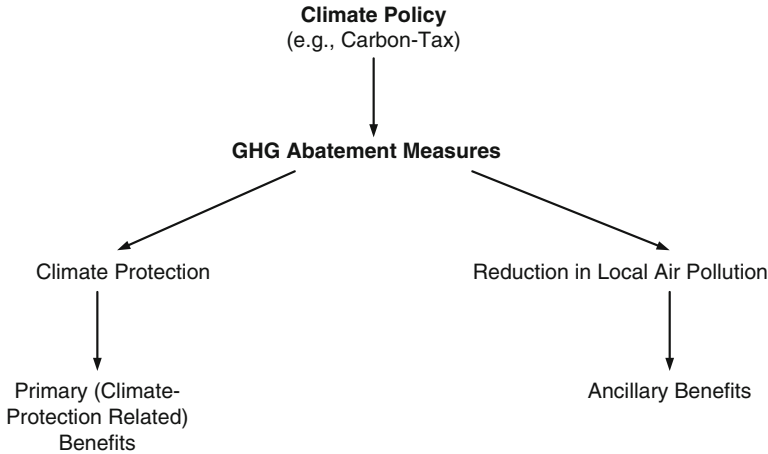 Climate Policy
(e.g., Carbon-Tax)
GHG Abatement Measures
Climate Protection
Reduction in Local Air Pollution
Primary (Climate-
Protection Related)
Benefits
Ancillary Benefits